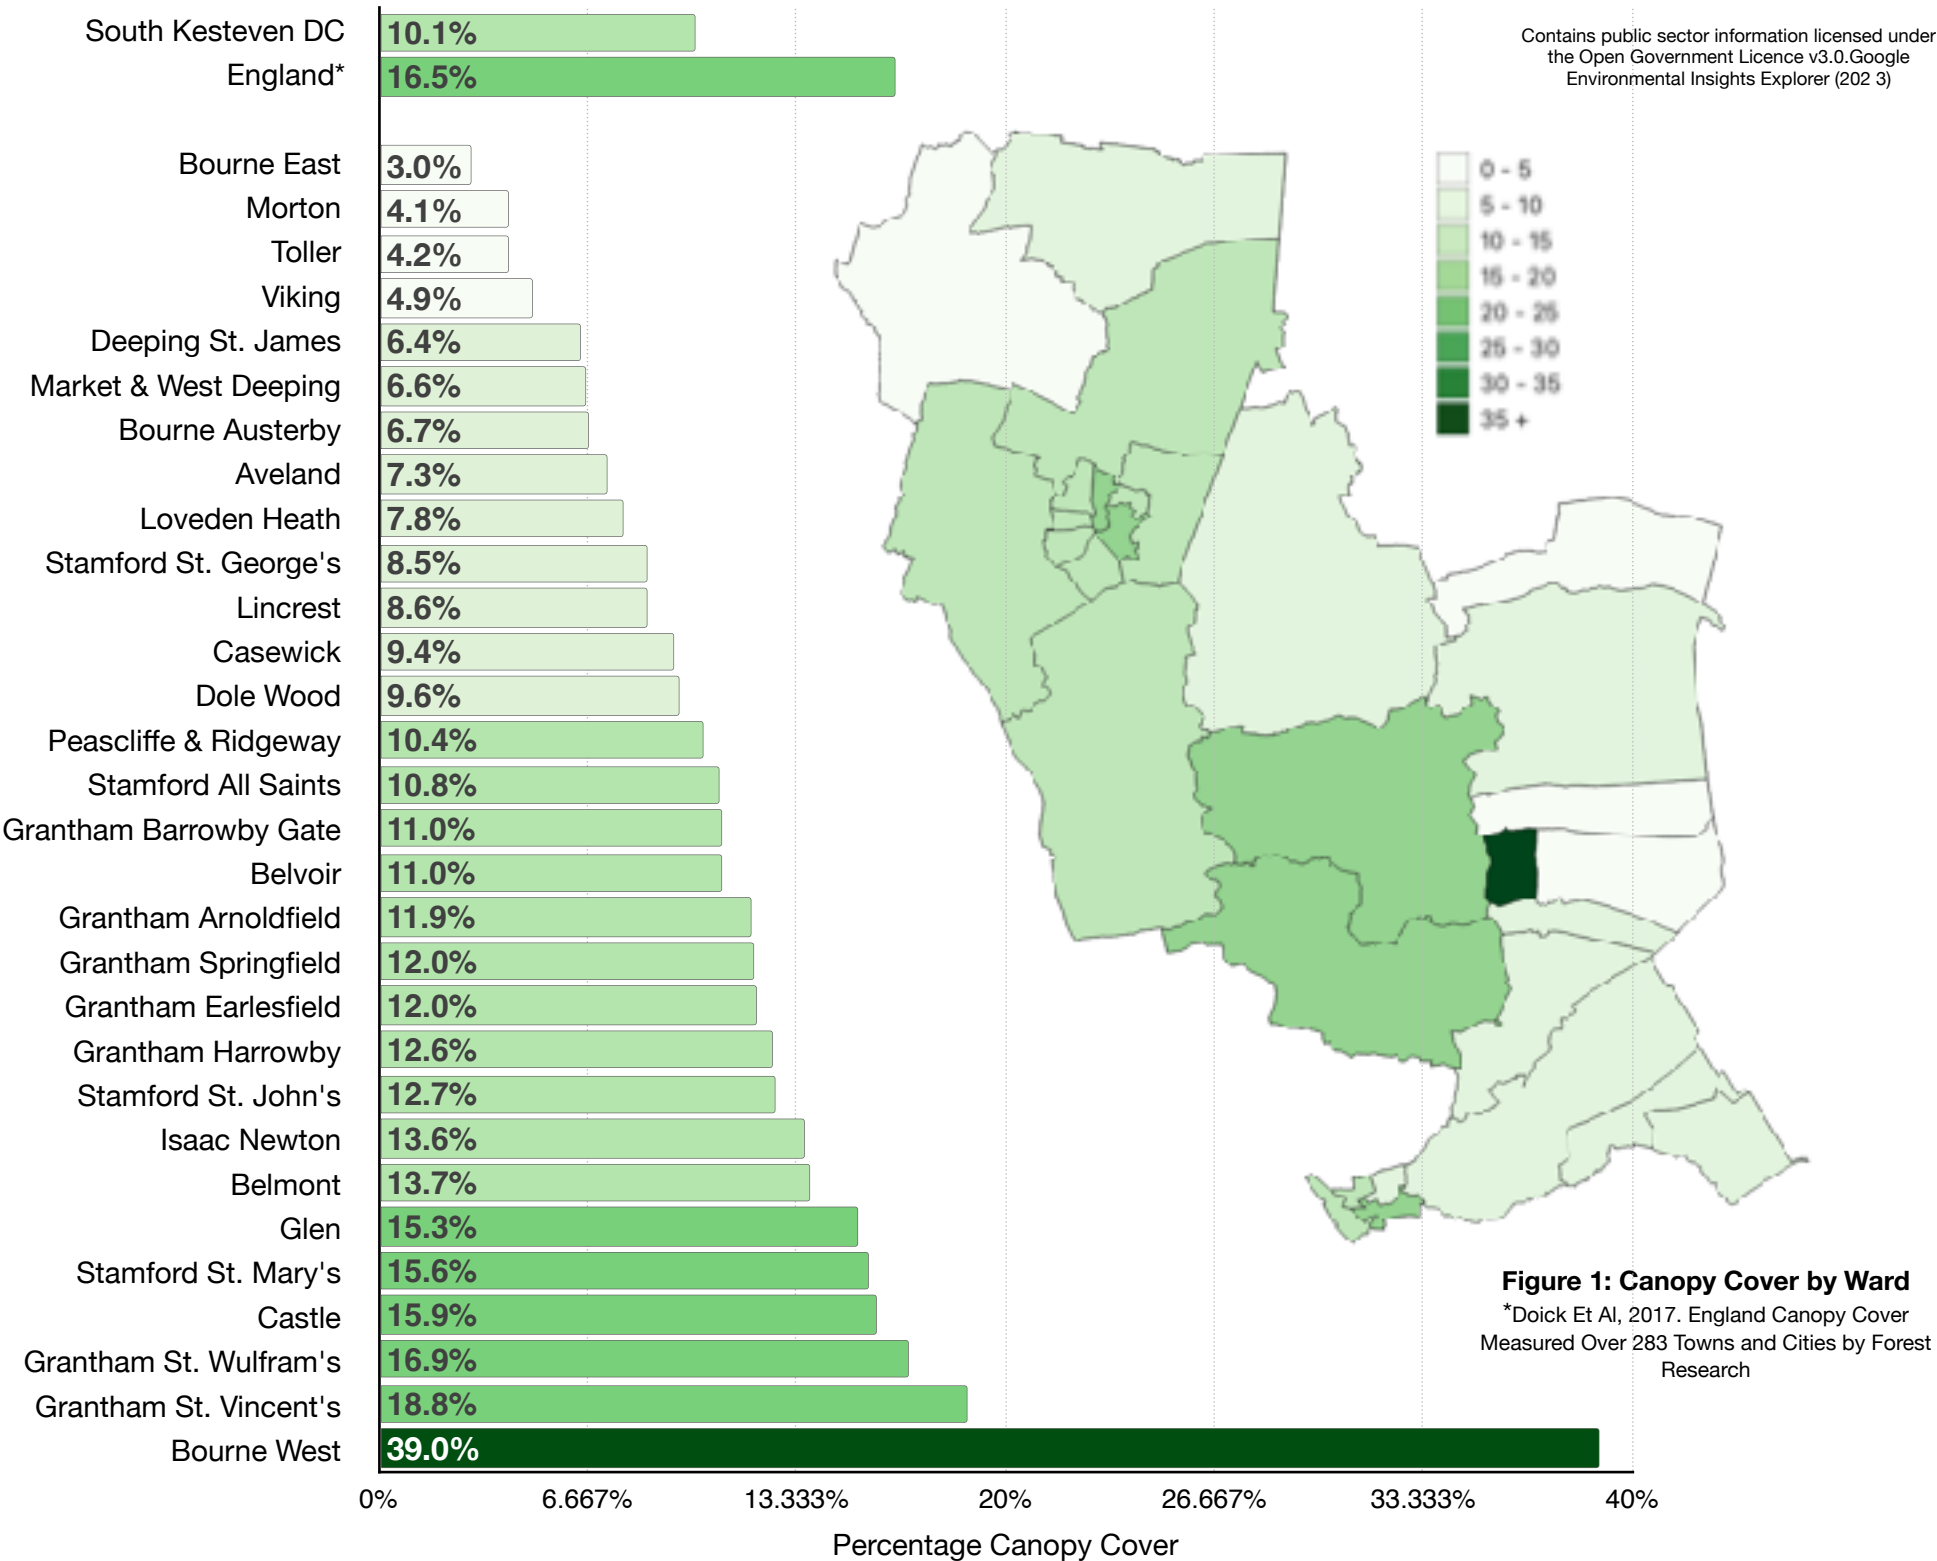 South Kesteven DC 10.1%
England* 16.5%
Contains public sector information licensed under
the Open Government Licence v3.0.Google
Environmental Insights Explorer (202 3)
Bourne East 3.0%
Morton 4.1%
Toller 4.2%
Viking 4.9%
Deeping St. James 6.4%
Market & West Deeping 6.6%
Bourne Austerby 6.7%
Aveland 7.3%
Loveden Heath 7.8%
Stamford St. George's 8.5%
Lincrest 8.6%
Casewick 9.4%
Dole Wood 9.6%
Peascliffe & Ridgeway 10.4%
Stamford All Saints 10.8%
Grantham Barrowby Gate 11.0%
Belvoir 11.0%
Grantham Arnoldfield 11.9%
Grantham Springfield 12.0%
Grantham Earlesfield 12.0%
Grantham Harrowby 12.6%
Stamford St. John's 12.7%
Isaac Newton 13.6%
Belmont 13.7%
Glen 15.3%
Stamford St. Mary's 15.6%
Castle 15.9%
Grantham St. Wulfram's 16.9%
Grantham St. Vincent's 18.8%
Bourne West 39.0%
0% 6.667% 13.333% 20% 26.667% 33.333% 40%
Percentage Canopy Cover
0 - 5
5 - 10
10 - 15
15 - 20
20 - 25
25 - 30
30 - 35
35 +
Figure 1: Canopy Cover by Ward
*Doick Et Al, 2017. England Canopy Cover
Measured Over 283 Towns and Cities by Forest
Research